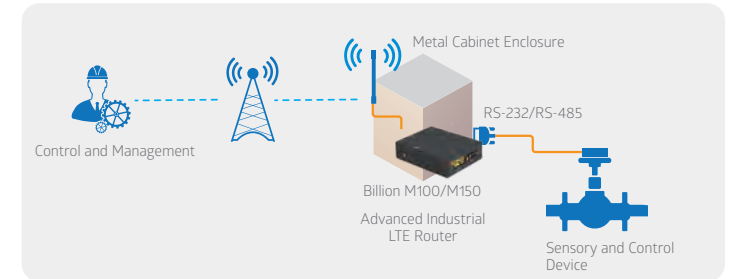 Metal Cabinet Enclosure
RS-232/RS-485
Control and Management
Billion M100/M150
Advanced Industrial
LTE Router
Sensory and Control
Device